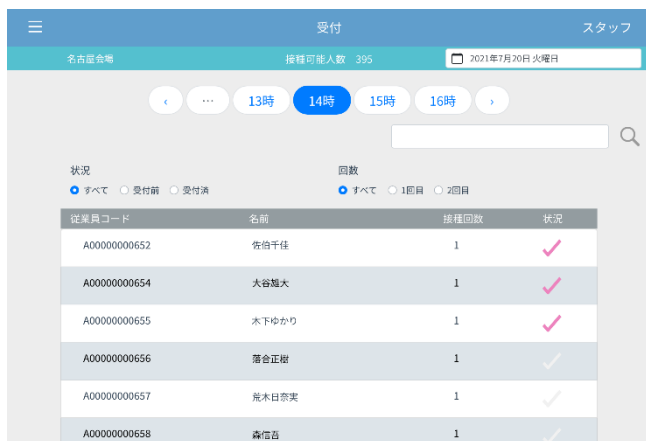 受付 スタッフ
名古屋会場 接種可能人数 395 2021年7月20日 火曜日
‹ … 13時 14時 15時 16時 ›
状況 回数
すべて 受付前 受付済 すべて 1回目 2回目
従業員コード 名前 接種回数 状況
A00000000652 佐伯千佳 1
A00000000654 大谷雄大 1
A00000000655 木下ゆかり 1
A00000000656 落合正樹 1
A00000000657 荒木日奈実 1
A00000000658 森信吾 1